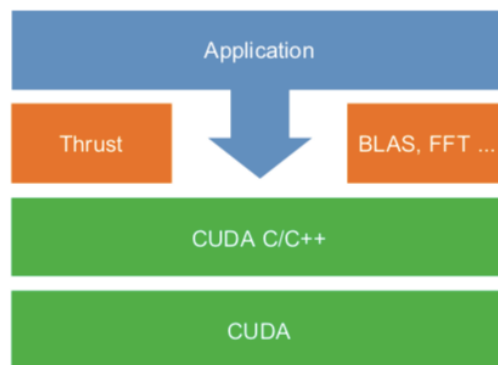 Application
Thrust
BLAS, FFT ...
CUDA C/C++
CUDA